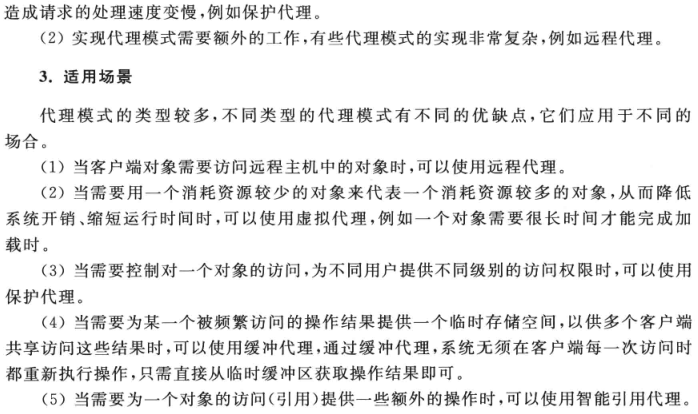 造成请求的处理速度变慢,例如保护代理。
(2) 实现代理模式需要额外的工作,有些代理模式的实现非常复杂,例如远程代理。
3. 适用场景
代理模式的类型较多,不同类型的代理模式有不同的优缺点,它们应用于不同的
场合。
(1) 当客户端对象需要访问远程主机中的对象时,可以使用远程代理。
(2) 当需要用一个消耗资源较少的对象来代表一个消耗资源较多的对象,从而降低
系统开销、缩短运行时间时,可以使用虚拟代理,例如一个对象需要很长时间才能完成加
载时。
(3) 当需要控制对一个对象的访问,为不同用户提供不同级别的访问权限时,可以使用
保护代理。
(4) 当需要为某一个被频繁访问的操作结果提供一个临时存储空间,以供多个客户端
共享访问这些结果时,可以使用缓冲代理,通过缓冲代理,系统无须在客户端每一次访问时
都重新执行操作,只需直接从临时缓冲区获取操作结果即可。
(5) 当需要为一个对象的访问(引用)提供一些额外的操作时,可以使用智能引用代理。